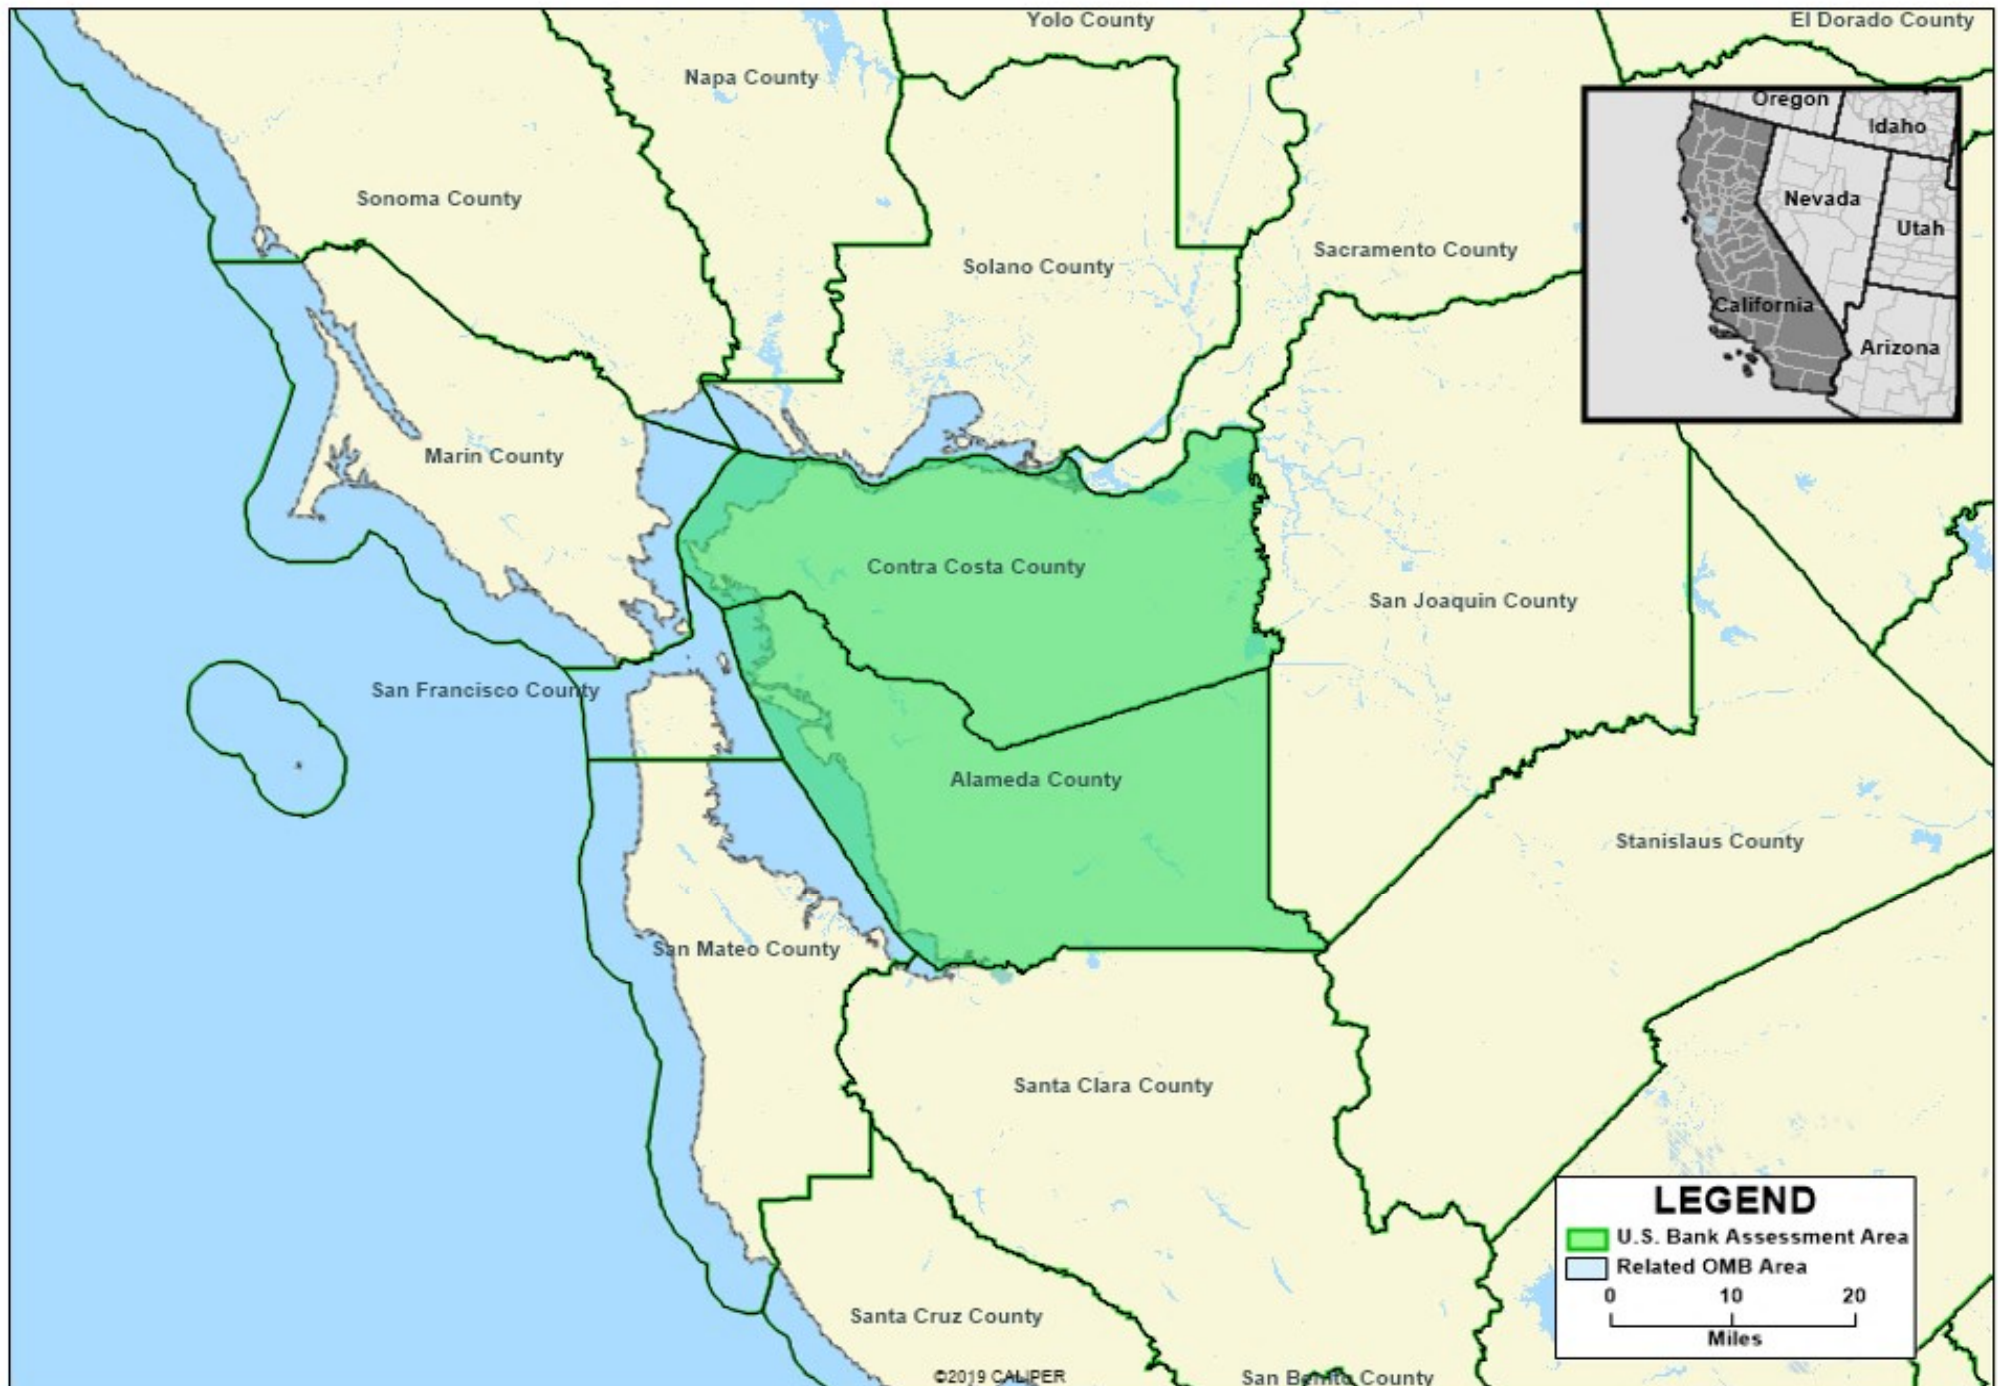 Yolo County
El Dorado County
Napa County
Oregon
Idaho
Sonoma County
Nevada
Utah
Sacramento County
Solano County
California
Arizona
Marin County
Contra Costa County
San Joaquin County
San Francisco County
Alameda County
Stanislaus County
San Mateo County
Santa Clara County
LEGEND
U.S. Bank Assessment Area
Related OMB Area
0 10 20
Miles
Santa Cruz County
©2019 CALIPER
San Benito County